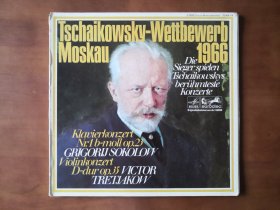 Tschaikowsky-Wettbewerb
Moskau 1966
Die
Sieger spielen
Tschaikowskys
berühmteste
Konzerte
Klavierkonzert
Nr. 1 b-moll op. 23
GRIGORIJ SOKOLOW
Violinkonzert
D-dur op. 35 VICTOR
TRETJAKOW